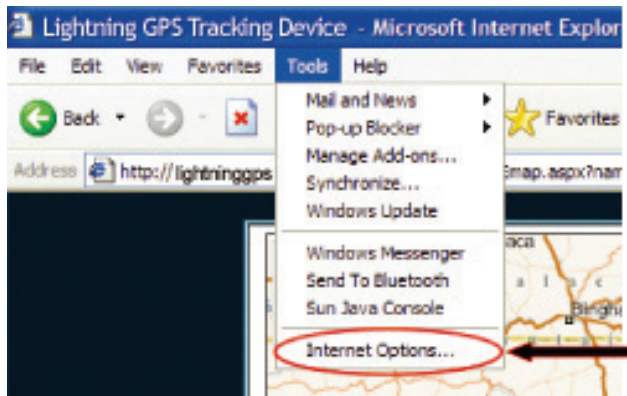 Lightning GPS Tracking Device - Microsoft Internet Explor
File Edit View Favorites Tools Help
Back
Favorites
Mail and News
Pop-up Blocker
Manage Add-ons...
Synchronize...
Windows Update
Windows Messenger
Send To Bluetooth
Sun Java Console
Internet Options...
Address http://lightninggps map.aspx?nam
aca
Bingha